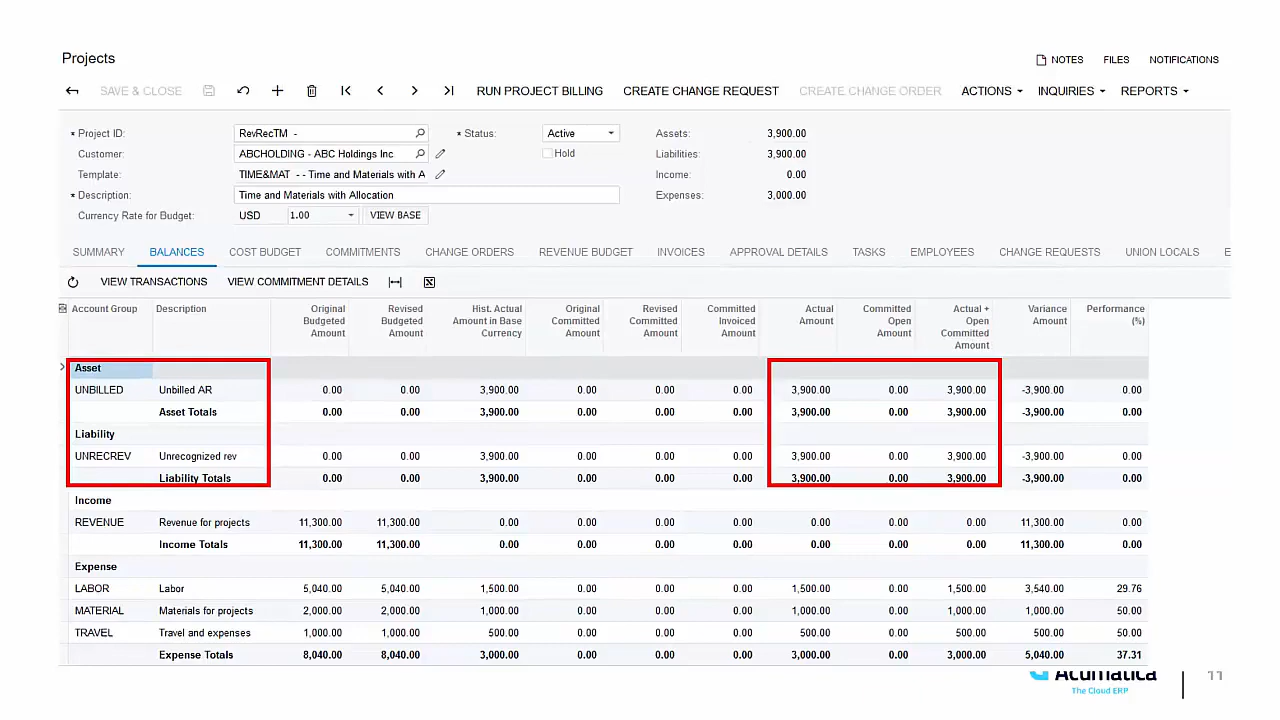 Projects
NOTES FILES NOTIFICATIONS
SAVE & CLOSE RUN PROJECT BILLING CREATE CHANGE REQUEST CREATE CHANGE ORDER ACTIONS INQUIRIES REPORTS
* Project ID: RevRecTM - * Status: Active Assets: 3,900.00
Customer: ABCHOLDING - ABC Holdings Inc Hold Liabilities: 3,900.00
Template: TIME&MAT - - Time and Materials with A Income: 0.00
* Description: Time and Materials with Allocation Expenses: 3,000.00
Currency Rate for Budget: USD 1.00 VIEW BASE
SUMMARY BALANCES COST BUDGET COMMITMENTS CHANGE ORDERS REVENUE BUDGET INVOICES APPROVAL DETAILS TASKS EMPLOYEES CHANGE REQUESTS UNION LOCALS E
VIEW TRANSACTIONS VIEW COMMITMENT DETAILS
Account Group Description Original Budgeted Amount Revised Budgeted Amount Hist. Actual Amount in Base Currency Original Committed Amount Revised Committed Amount Committed Invoiced Amount Actual Amount Committed Open Amount Actual + Open Committed Amount Variance Amount Performance (%)
Asset
UNBILLED Unbilled AR 0.00 0.00 3,900.00 0.00 0.00 0.00 3,900.00 0.00 3,900.00 -3,900.00 0.00
Asset Totals 0.00 0.00 3,900.00 0.00 0.00 0.00 3,900.00 0.00 3,900.00 -3,900.00 0.00
Liability
UNRECREV Unrecognized rev 0.00 0.00 3,900.00 0.00 0.00 0.00 3,900.00 0.00 3,900.00 -3,900.00 0.00
Liability Totals 0.00 0.00 3,900.00 0.00 0.00 0.00 3,900.00 0.00 3,900.00 -3,900.00 0.00
Income
REVENUE Revenue for projects 11,300.00 11,300.00 0.00 0.00 0.00 0.00 0.00 0.00 0.00 11,300.00 0.00
Income Totals 11,300.00 11,300.00 0.00 0.00 0.00 0.00 0.00 0.00 0.00 11,300.00 0.00
Expense
LABOR Labor 5,040.00 5,040.00 1,500.00 0.00 0.00 0.00 1,500.00 0.00 1,500.00 3,540.00 29.76
MATERIAL Materials for projects 2,000.00 2,000.00 1,000.00 0.00 0.00 0.00 1,000.00 0.00 1,000.00 1,000.00 50.00
TRAVEL Travel and expenses 1,000.00 1,000.00 500.00 0.00 0.00 0.00 500.00 0.00 500.00 500.00 50.00
Expense Totals 8,040.00 8,040.00 3,000.00 0.00 0.00 0.00 3,000.00 0.00 3,000.00 5,040.00 37.31
Acumatica
The Cloud ERP
11